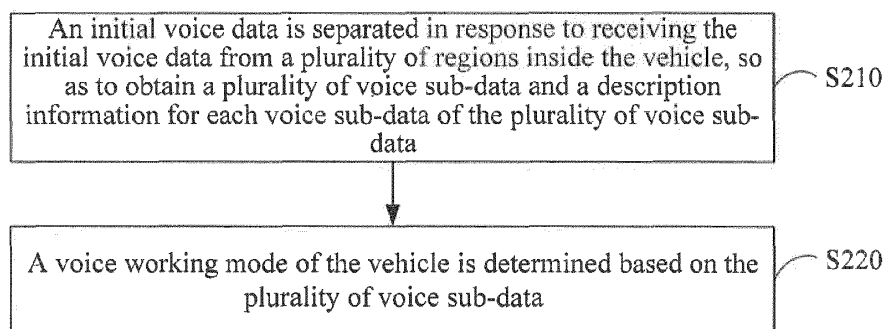 An initial voice data is separated in response to receiving the
initial voice data from a plurality of regions inside the vehicle, so
as to obtain a plurality of voice sub-data and a description
information for each voice sub-data of the plurality of voice sub-
data
S210
A voice working mode of the vehicle is determined based on the
plurality of voice sub-data
S220